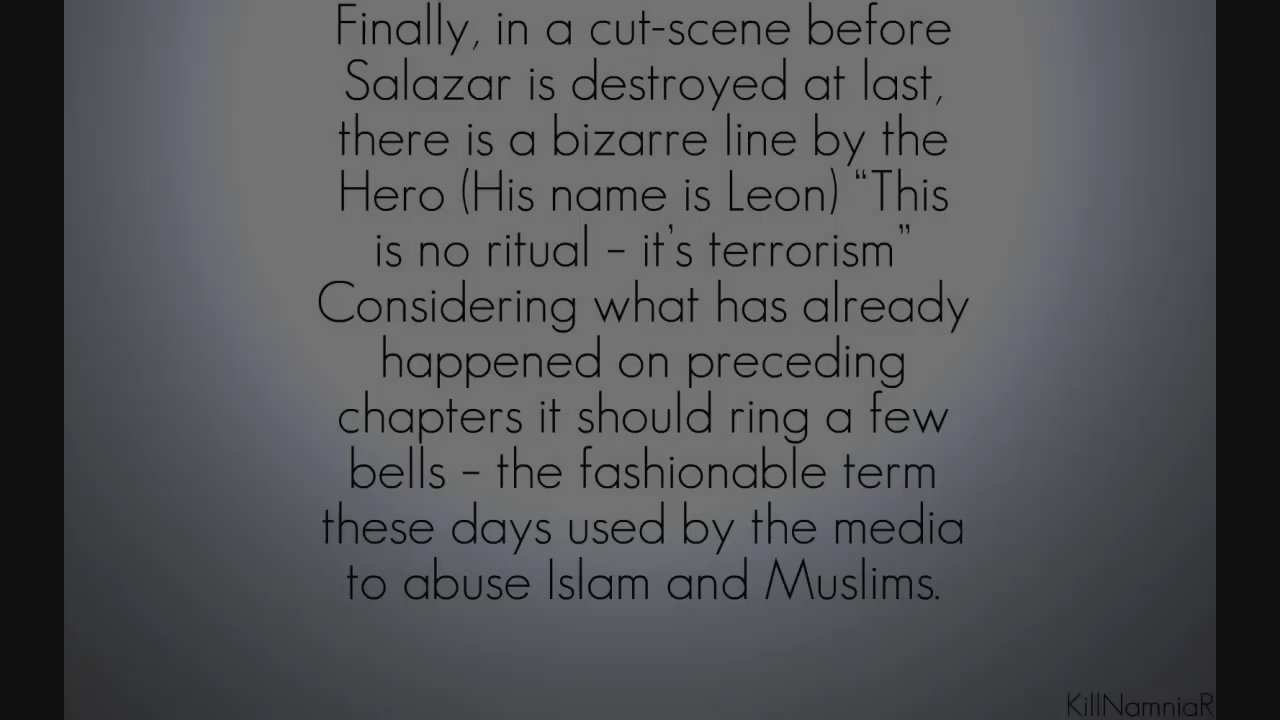 Finally, in a cut-scene before
Salazar is destroyed at last,
there is a bizarre line by the
Hero (His name is Leon) “This
is no ritual – it's terrorism”
Considering what has already
happened on preceding
chapters it should ring a few
bells – the fashionable term
these days used by the media
to abuse Islam and Muslims.
KillNamniaR